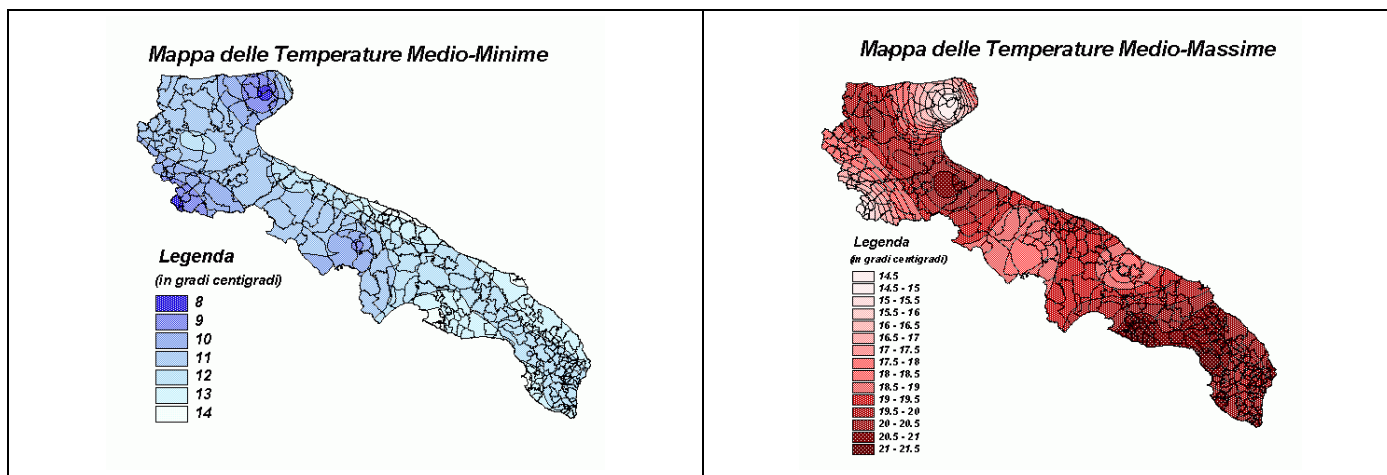 Mappa delle Temperature Medio-Minime
Legenda
(in gradi centigradi)
8
9
10
11
12
13
14
Mappa delle Temperature Medio-Massime
Legenda
(in gradi centigradi)
14.5
14.5 - 15
15 - 15.5
15.5 - 16
16 - 16.5
16.5 - 17
17 - 17.5
17.5 - 18
18 - 18.5
18.5 - 19
19 - 19.5
19.5 - 20
20 - 20.5
20.5 - 21
21 - 21.5